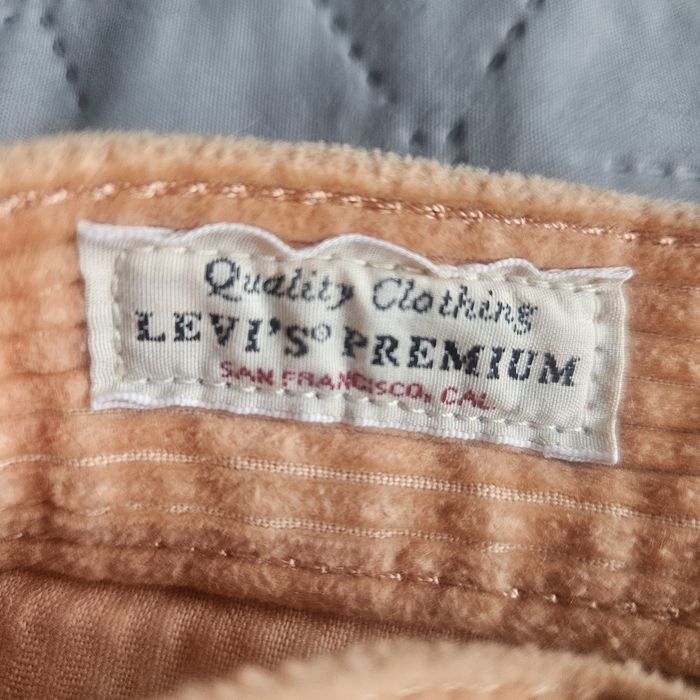 Quality Clothing
LEVI'S® PREMIUM
SAN FRANCISCO, CAL.